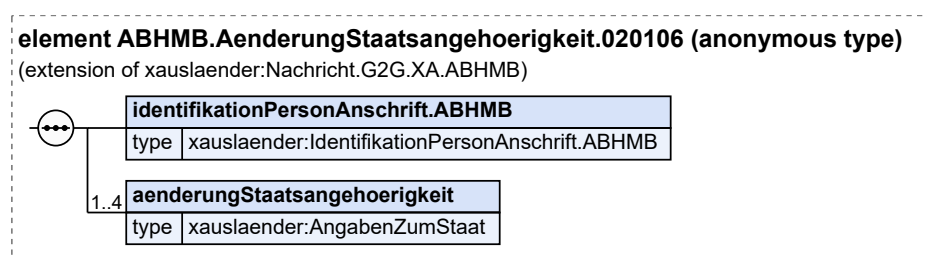 element ABHMB.AenderungStaatsangehoerigkeit.020106 (anonymous type)
(extension of xauslaender:Nachricht.G2G.XA.ABHMB)
identifikationPersonAnschrift.ABHMB
type xauslaender:IdentifikationPersonAnschrift.ABHMB
1..4 aenderungStaatsangehoerigkeit
type xauslaender:AngabenZumStaat